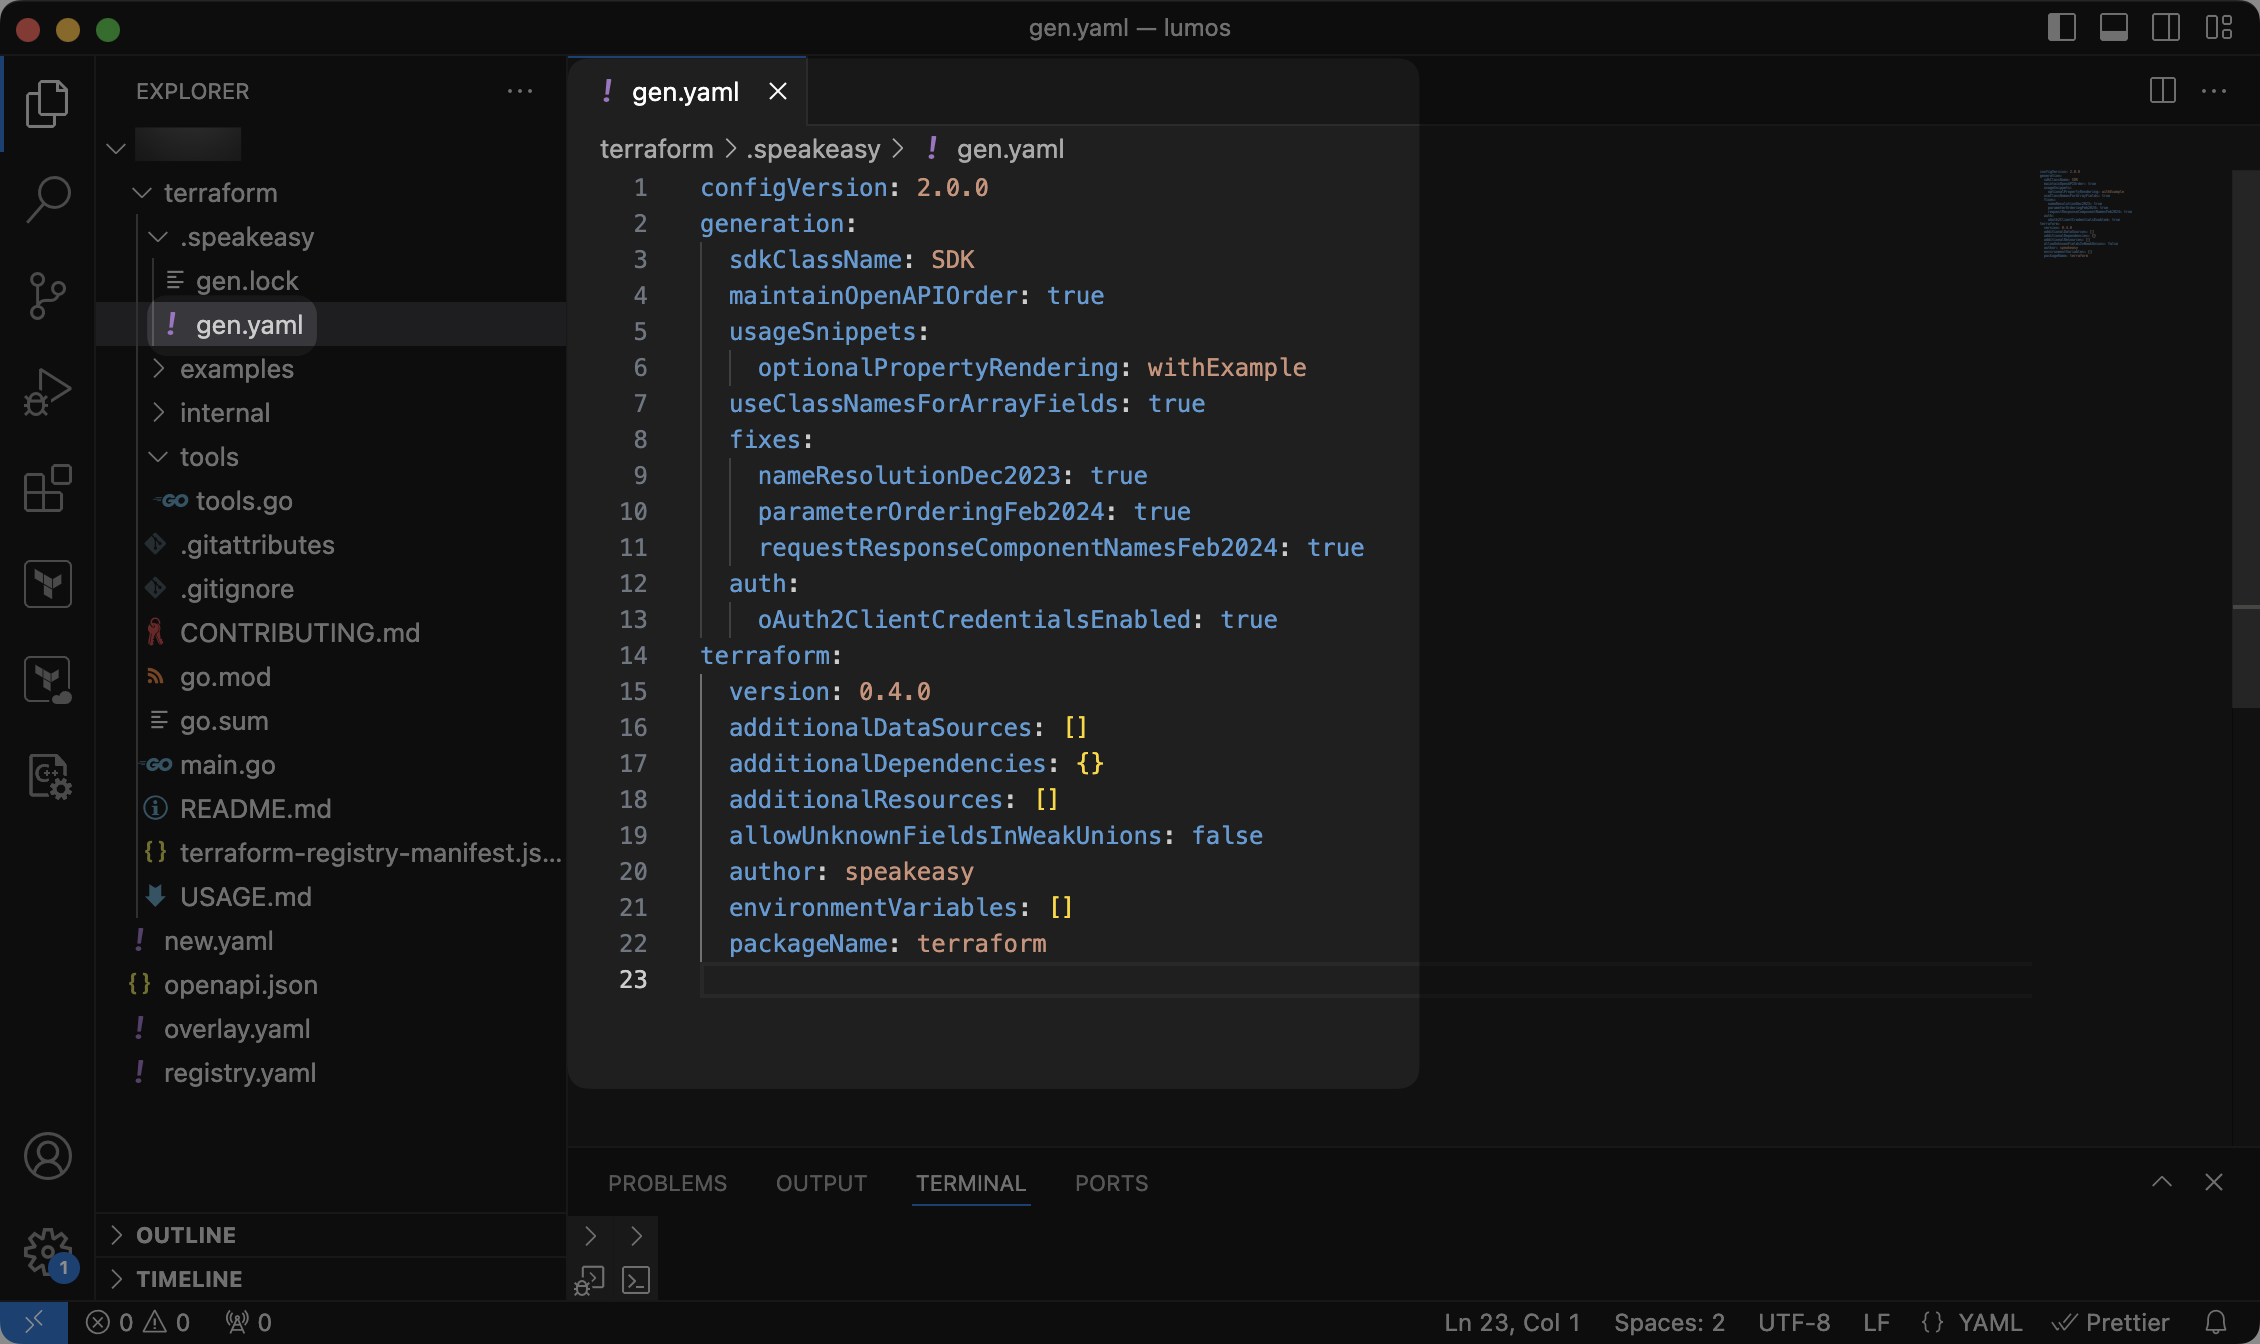 gen.yaml — lumos
EXPLORER
terraform
.speakeasy
gen.lock
gen.yaml
examples
internal
tools
tools.go
.gitattributes
.gitignore
CONTRIBUTING.md
go.mod
go.sum
main.go
README.md
terraform-registry-manifest.js...
USAGE.md
new.yaml
openapi.json
overlay.yaml
registry.yaml
OUTLINE
TIMELINE
gen.yaml
terraform > .speakeasy > ! gen.yaml
1 configVersion: 2.0.0
2 generation:
3 sdkClassName: SDK
4 maintainOpenAPIOrder: true
5 usageSnippets:
6 optionalPropertyRendering: withExample
7 useClassNamesForArrayFields: true
8 fixes:
9 nameResolutionDec2023: true
10 parameterOrderingFeb2024: true
11 requestResponseComponentNamesFeb2024: true
12 auth:
13 oAuth2ClientCredentialsEnabled: true
14 terraform:
15 version: 0.4.0
16 additionalDataSources: []
17 additionalDependencies: {}
18 additionalResources: []
19 allowUnknownFieldsInWeakUnions: false
20 author: speakeasy
21 environmentVariables: []
22 packageName: terraform
23
PROBLEMS OUTPUT TERMINAL PORTS
1
0 0 0 Ln 23, Col 1 Spaces: 2 UTF-8 LF {} YAML Prettier